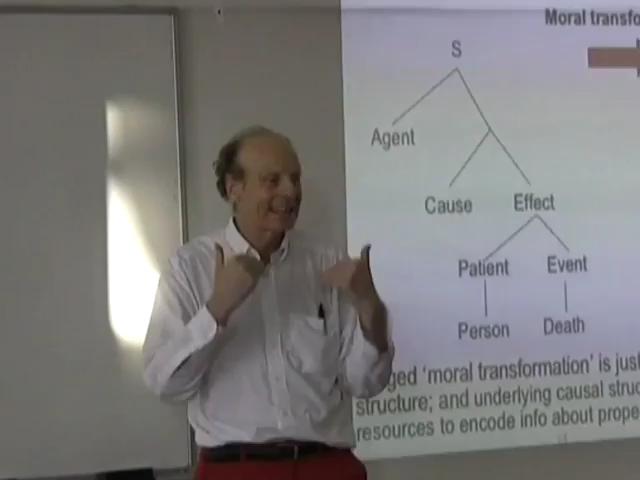 Moral transfo
S
Agent
Cause Effect
Patient Event
Person Death
ged 'moral transformation' is jus
structure; and underlying causal struc
resources to encode info about prope